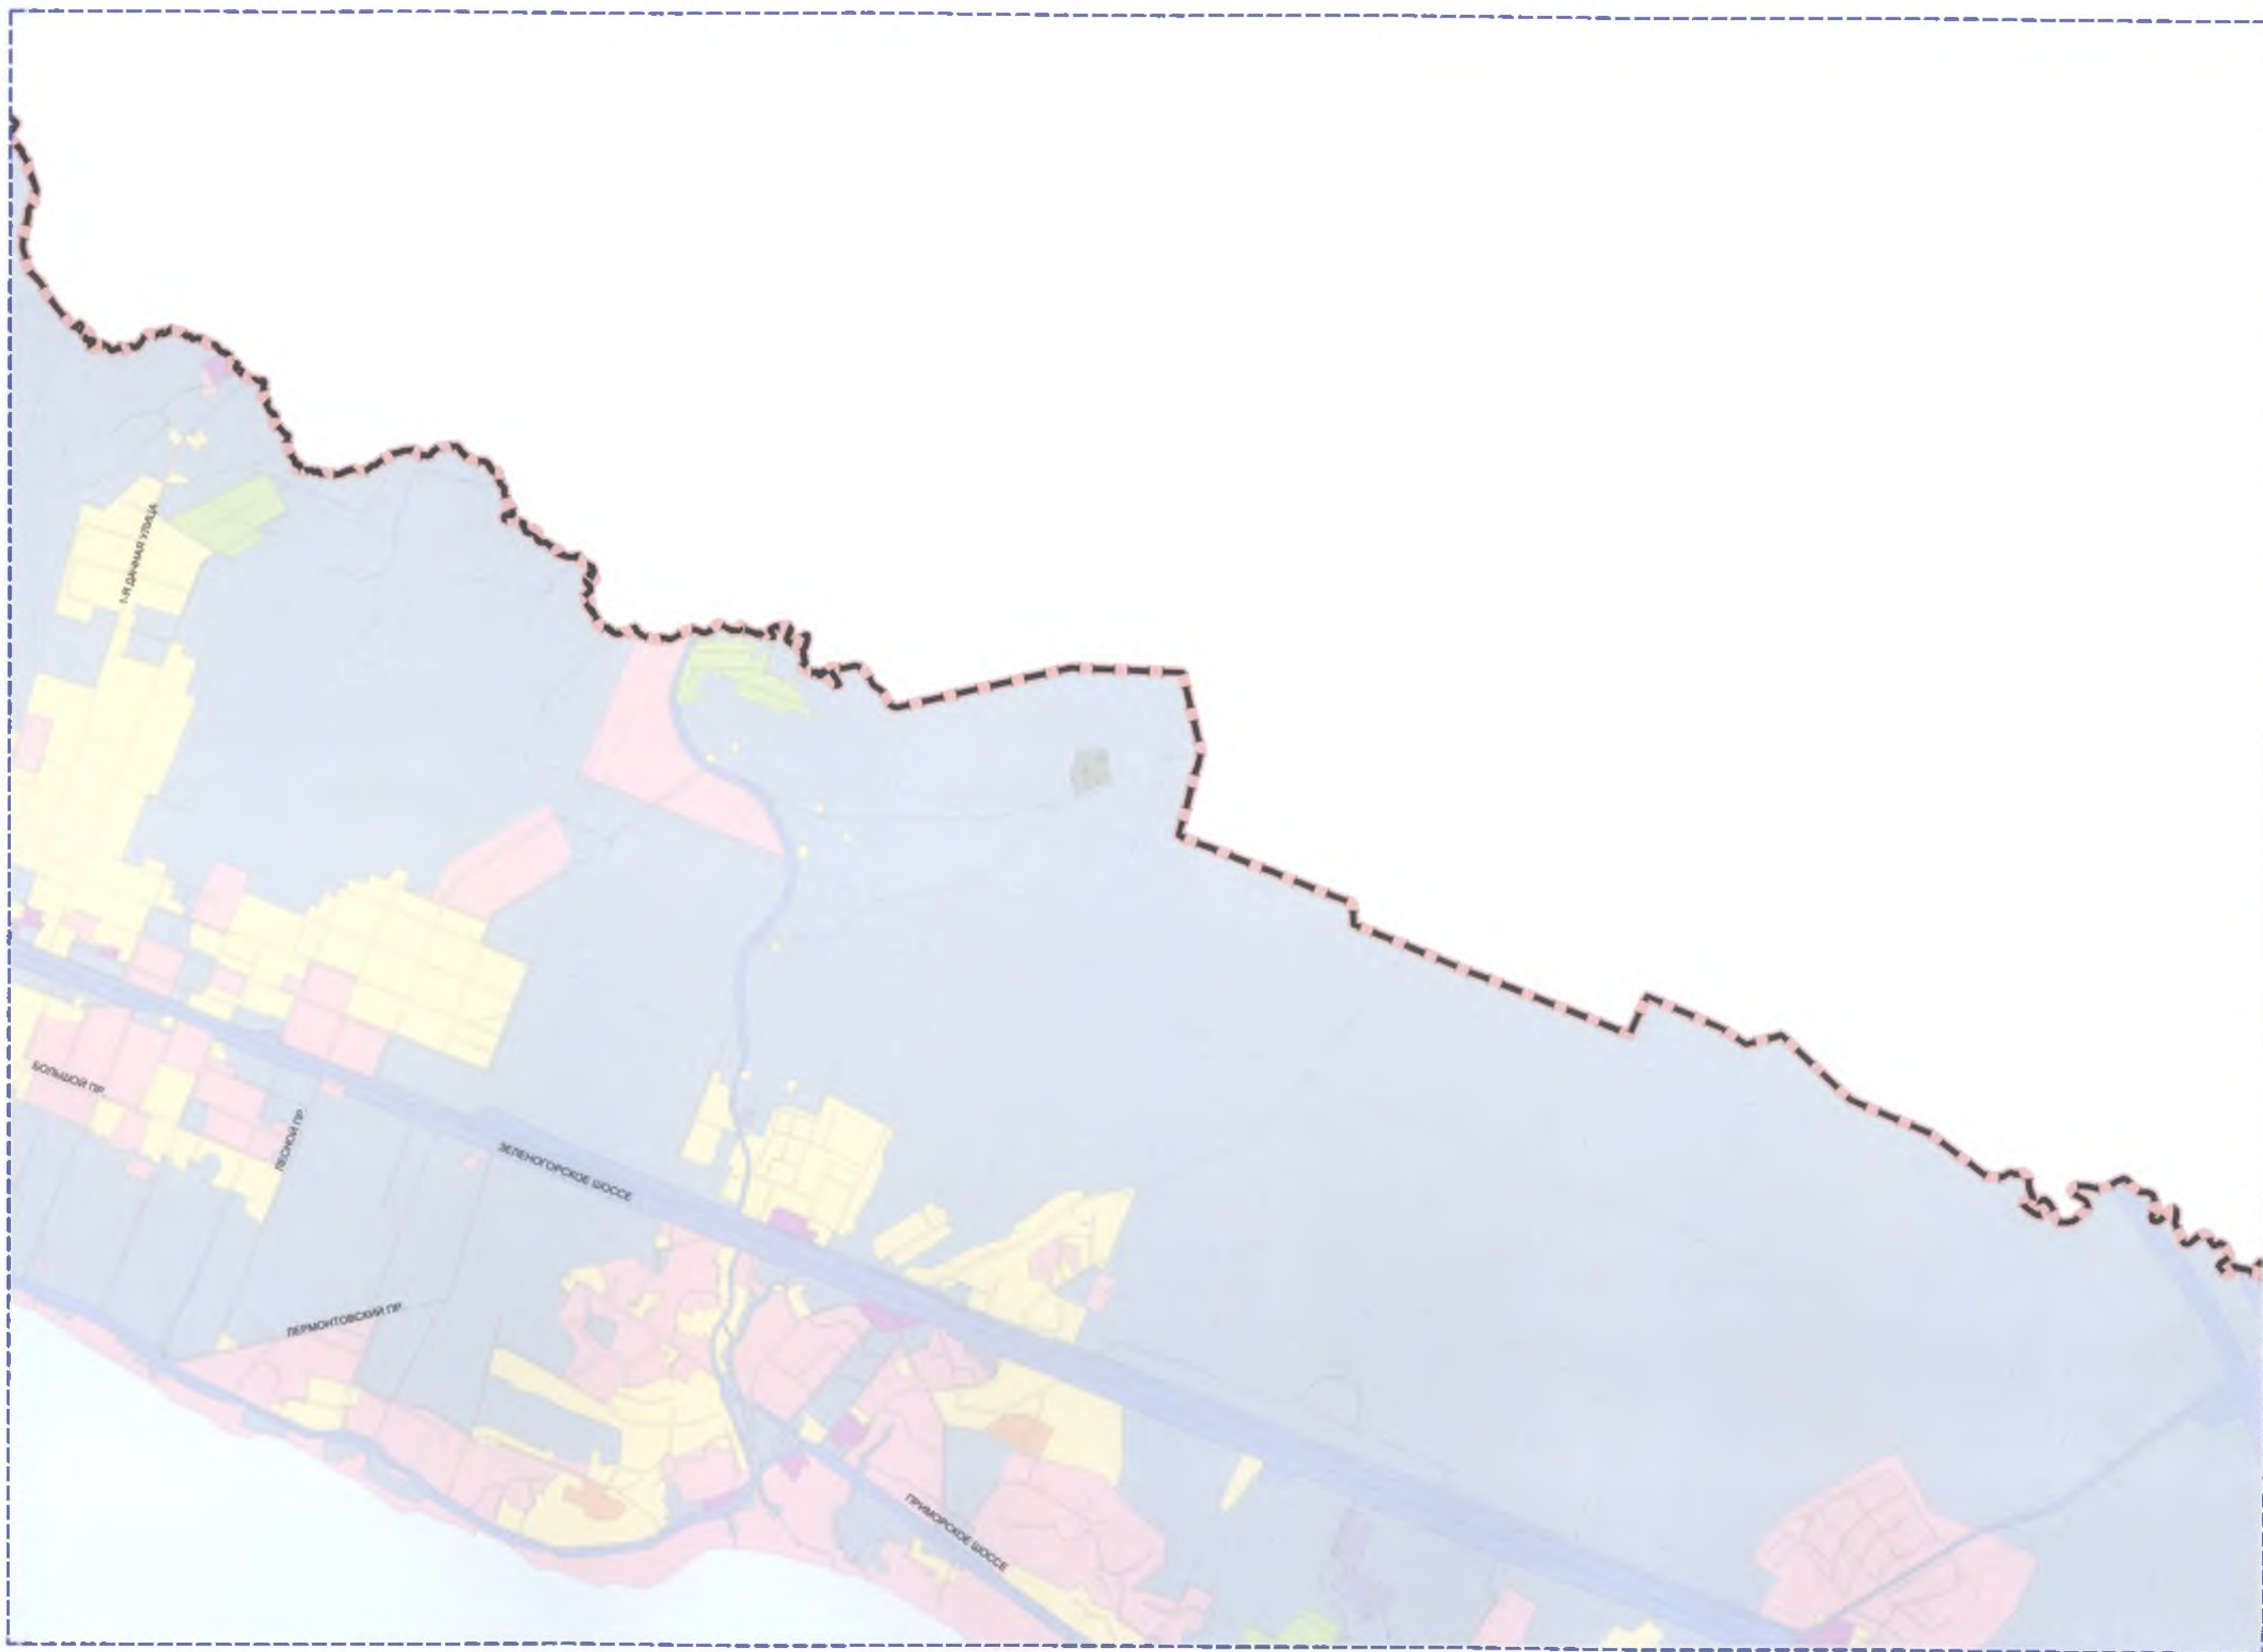 1-Я ДАЧНАЯ УЛИЦА
БОЛЬШОЙ ПР.
ЛЕСНОЙ ПР.
ЗЕЛЕНОГОРСКОЕ ШОССЕ
ЛЕРМОНТОВСКИЙ ПР.
ПРИМОРСКОЕ ШОССЕ